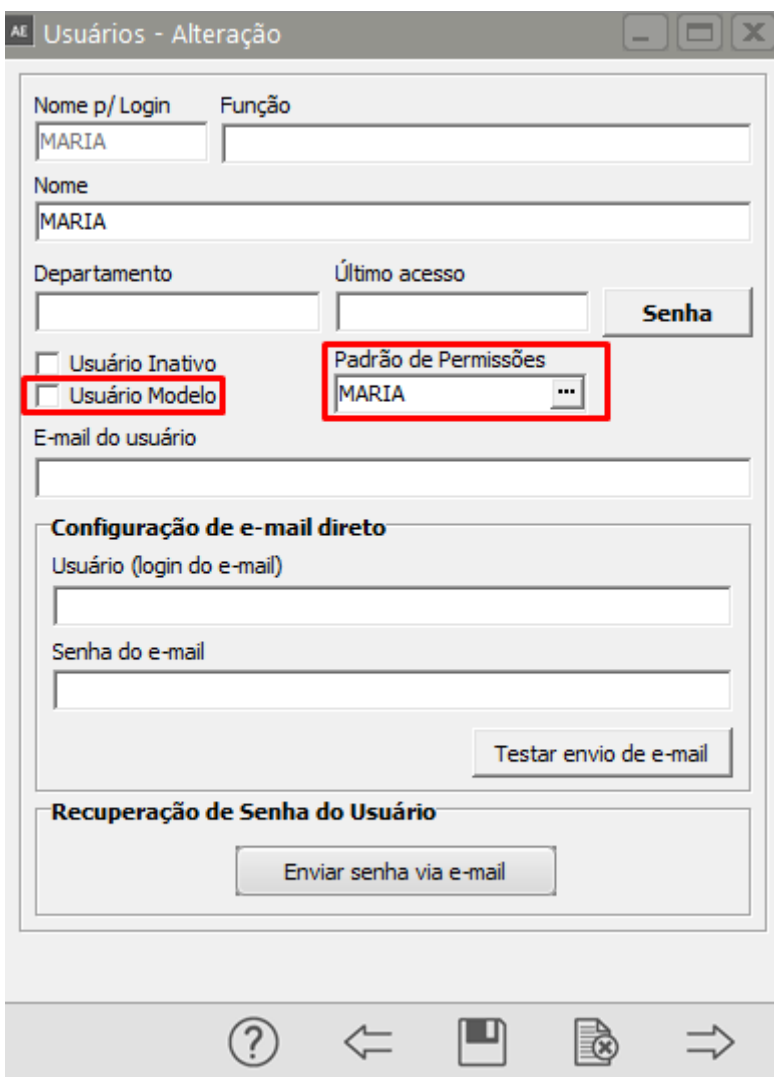 AE Usuários - Alteração
Nome p/ Login Função
MARIA
Nome
MARIA
Departamento Último acesso
Senha
Usuário Inativo Padrão de Permissões
Usuário Modelo MARIA ...
E-mail do usuário
Configuração de e-mail direto
Usuário (login do e-mail)
Senha do e-mail
Testar envio de e-mail
Recuperação de Senha do Usuário
Enviar senha via e-mail
?